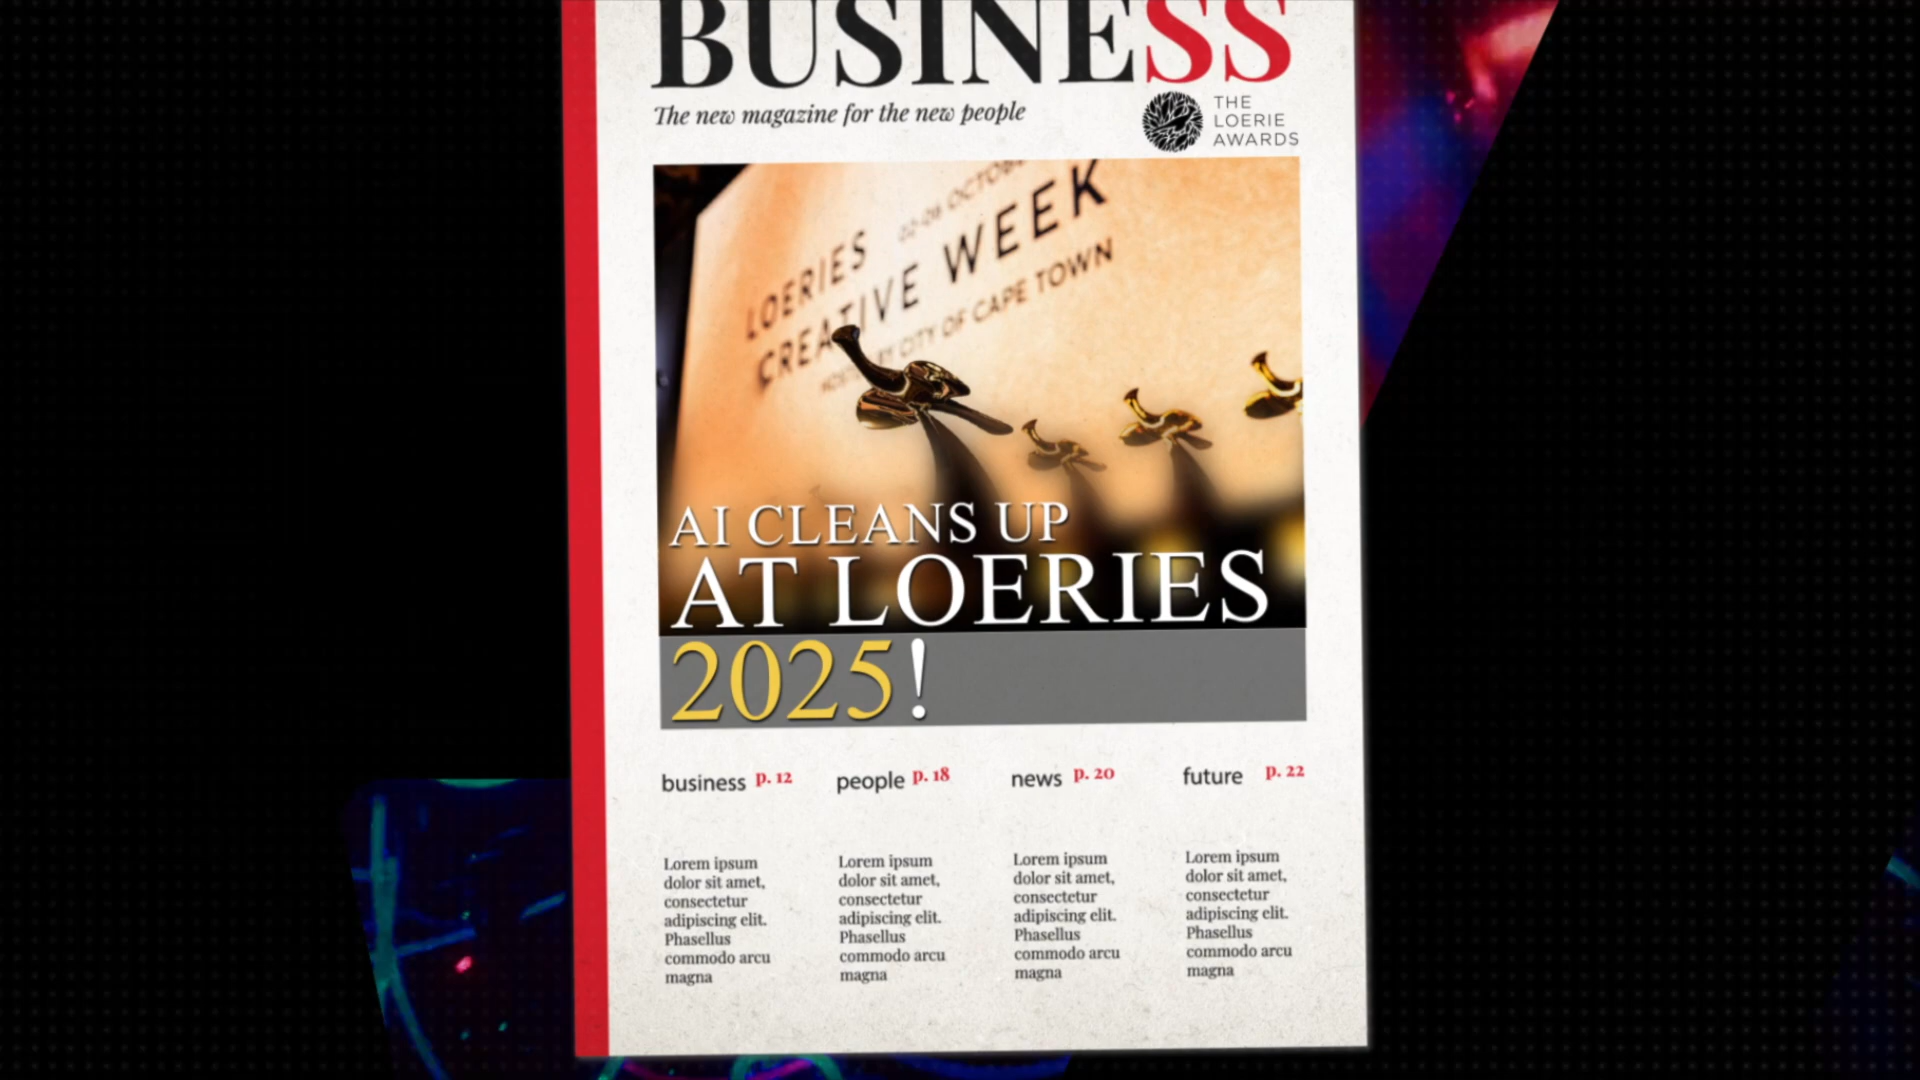 BUSINESS
The new magazine for the new people
THE
LOERIE
AWARDS
LOERIES
CREATIVE WEEK
CITY OF CAPE TOWN
AI CLEANS UP
AT LOERIES
2025!
business p. 12
people p. 18
news p. 20
future p. 22
Lorem ipsum
dolor sit amet,
consectetur
adipiscing elit.
Phasellus
commodo arcu
magna
Lorem ipsum
dolor sit amet,
consectetur
adipiscing elit.
Phasellus
commodo arcu
magna
Lorem ipsum
dolor sit amet,
consectetur
adipiscing elit.
Phasellus
commodo arcu
magna
Lorem ipsum
dolor sit amet,
consectetur
adipiscing elit.
Phasellus
commodo arcu
magna